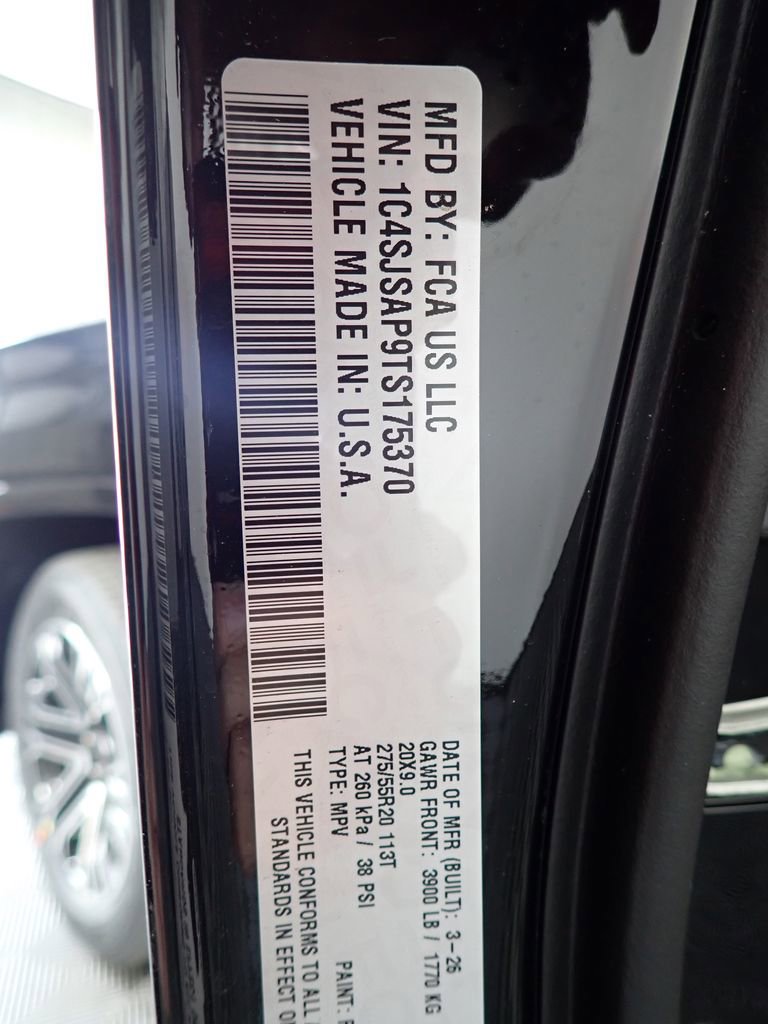 MFD BY: FCA US LLC
VIN: 1C4SJSAP9TS175370
VEHICLE MADE IN: U.S.A.
DATE OF MFR (BUILT): 3-26
GAWR FRONT: 3900 LB / 1770 KG
20X9.0
275/55R20 113T
AT 260 kPa / 38 PSI
TYPE: MPV PAINT:
THIS VEHICLE CONFORMS TO ALL
STANDARDS IN EFFECT